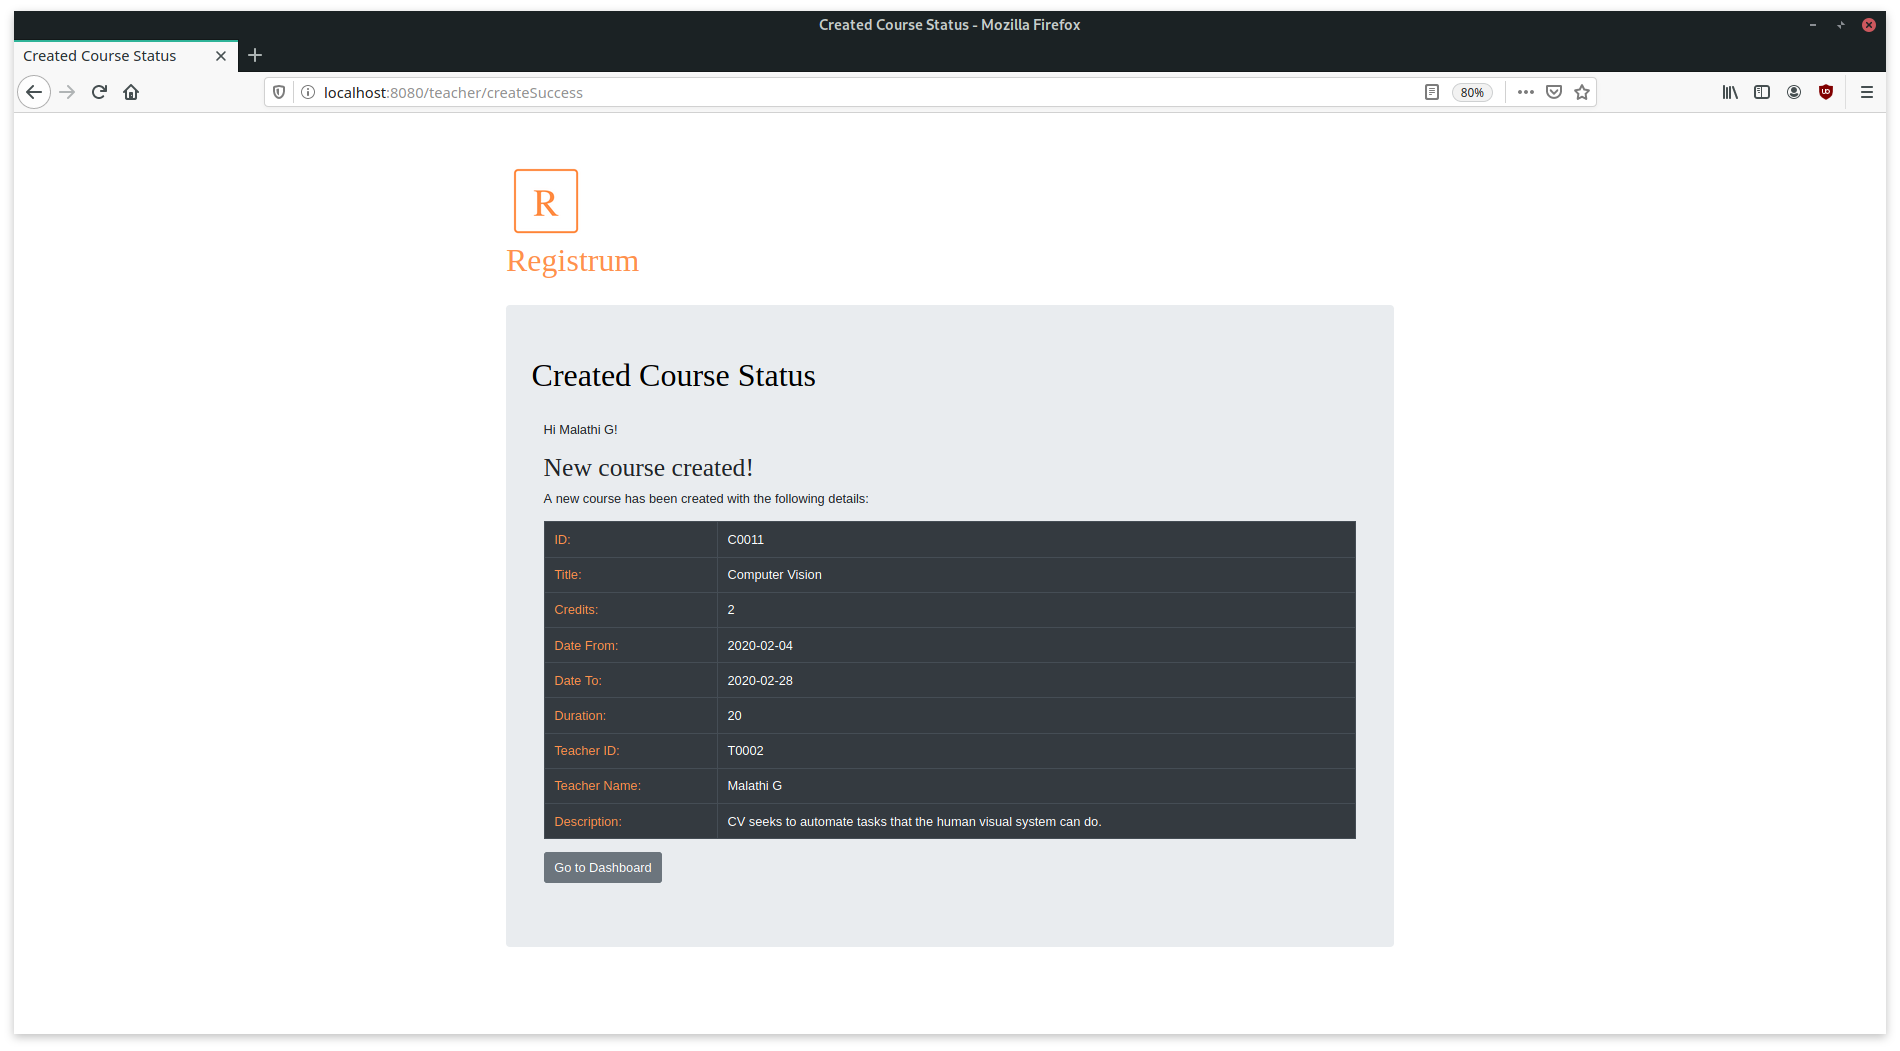 Created Course Status - Mozilla Firefox
Created Course Status
localhost:8080/teacher/createSuccess
80%
R
Registrum
Created Course Status
Hi Malathi G!
New course created!
A new course has been created with the following details:
ID: C0011
Title: Computer Vision
Credits: 2
Date From: 2020-02-04
Date To: 2020-02-28
Duration: 20
Teacher ID: T0002
Teacher Name: Malathi G
Description: CV seeks to automate tasks that the human visual system can do.
Go to Dashboard